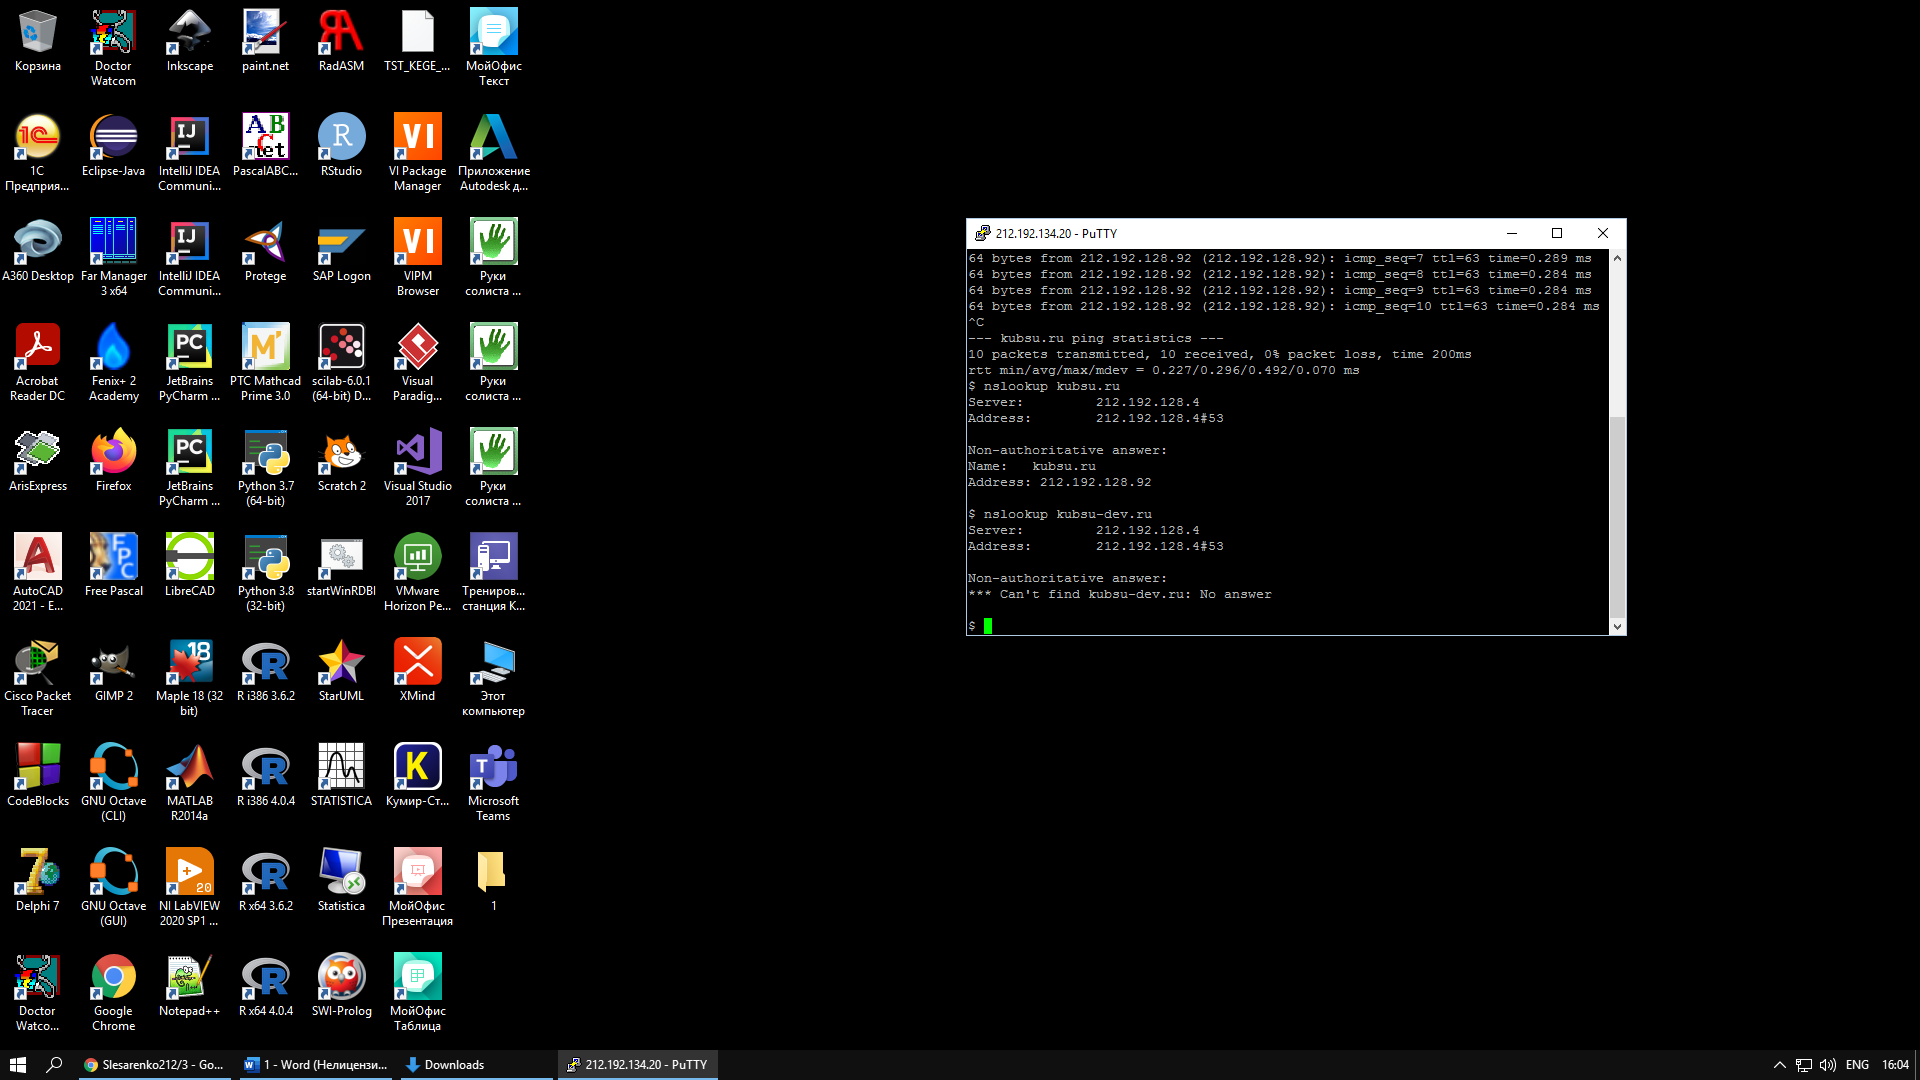 Корзина
Doctor
Watcom
Inkscape
paint.net
RadASM
TST_KEGE_...
МойОфис
Текст
1С
Предприя...
Eclipse-Java
IntelliJ IDEA
Communi...
PascalABC...
RStudio
VI Package
Manager
Приложение
Autodesk д...
A360 Desktop
Far Manager
3 x64
IntelliJ IDEA
Communi...
Protege
SAP Logon
VIPM
Browser
Руки
солиста ...
Acrobat
Reader DC
Fenix+ 2
Academy
JetBrains
PyCharm ...
PTC Mathcad
Prime 3.0
scilab-6.0.1
(64-bit) D...
Visual
Paradig...
Руки
солиста ...
ArisExpress
Firefox
JetBrains
PyCharm ...
Python 3.7
(64-bit)
Scratch 2
Visual Studio
2017
Руки
солиста ...
AutoCAD
2021 - E...
Free Pascal
LibreCAD
Python 3.8
(32-bit)
startWinRDBI
VMware
Horizon Pe...
Трениров...
станция К...
Cisco Packet
Tracer
GIMP 2
Maple 18 (32
bit)
R i386 3.6.2
StarUML
XMind
Этот
компьютер
CodeBlocks
GNU Octave
(CLI)
MATLAB
R2014a
R i386 4.0.4
STATISTICA
Кумир-Ст...
Microsoft
Teams
Delphi 7
GNU Octave
(GUI)
NI LabVIEW
2020 SP1 ...
R x64 3.6.2
Statistica
МойОфис
Презентация
1
Doctor
Watco...
Google
Chrome
Notepad++
R x64 4.0.4
SWI-Prolog
МойОфис
Таблица
212.192.134.20 - PuTTY
64 bytes from 212.192.128.92 (212.192.128.92): icmp_seq=7 ttl=63 time=0.289 ms
64 bytes from 212.192.128.92 (212.192.128.92): icmp_seq=8 ttl=63 time=0.284 ms
64 bytes from 212.192.128.92 (212.192.128.92): icmp_seq=9 ttl=63 time=0.284 ms
64 bytes from 212.192.128.92 (212.192.128.92): icmp_seq=10 ttl=63 time=0.284 ms
^C
--- kubsu.ru ping statistics ---
10 packets transmitted, 10 received, 0% packet loss, time 200ms
rtt min/avg/max/mdev = 0.227/0.296/0.492/0.070 ms
$ nslookup kubsu.ru
Server: 212.192.128.4
Address: 212.192.128.4#53
Non-authoritative answer:
Name: kubsu.ru
Address: 212.192.128.92
$ nslookup kubsu-dev.ru
Server: 212.192.128.4
Address: 212.192.128.4#53
Non-authoritative answer:
*** Can't find kubsu-dev.ru: No answer
$
Slesarenko212/3 - Go...
1 - Word (Нелицензи...
Downloads
212.192.134.20 - PuTTY
ENG
16:04